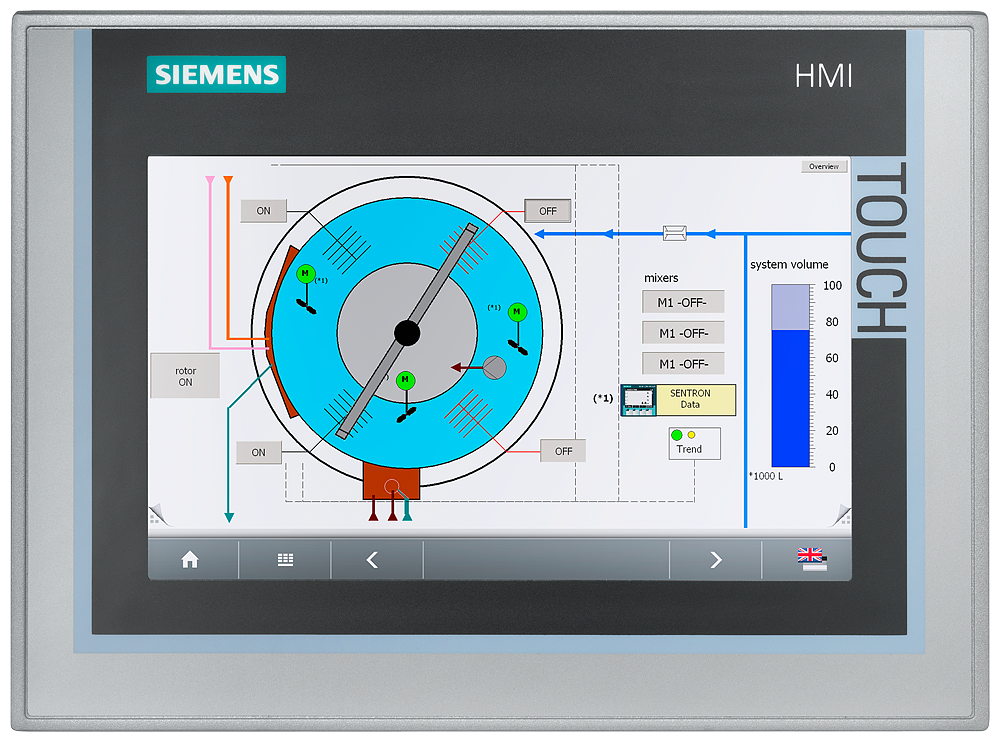 SIEMENS
HMI
TOUCH
Overview
ON
OFF
M
(*1)
(*1)
M
M
)
rotor
ON
ON
OFF
mixers
M1 -OFF-
M1 -OFF-
M1 -OFF-
(*1)
SENTRON
Data
Trend
system volume
100
80
60
40
20
0
*1000 L